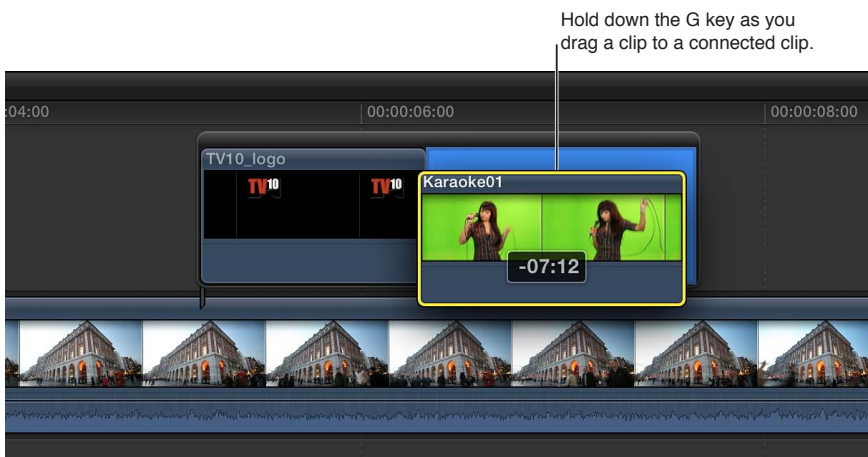 Hold down the G key as you
drag a clip to a connected clip.
:04:00 00:00:06:00 00:00:08:00
TV10_logo
TV10 TV10
Karaoke01
-07:12